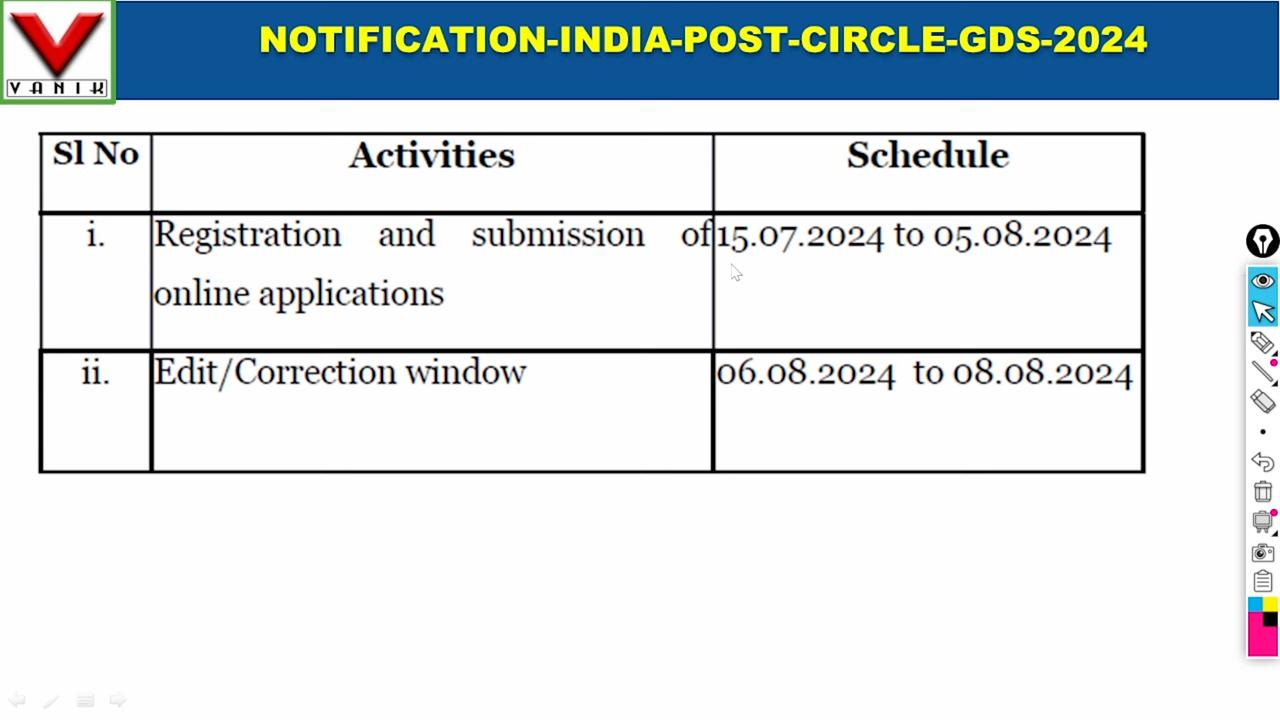 VANIK
NOTIFICATION-INDIA-POST-CIRCLE-GDS-2024
Sl No Activities Schedule
i. Registration and submission of 15.07.2024 to 05.08.2024
online applications
ii. Edit/Correction window 06.08.2024 to 08.08.2024